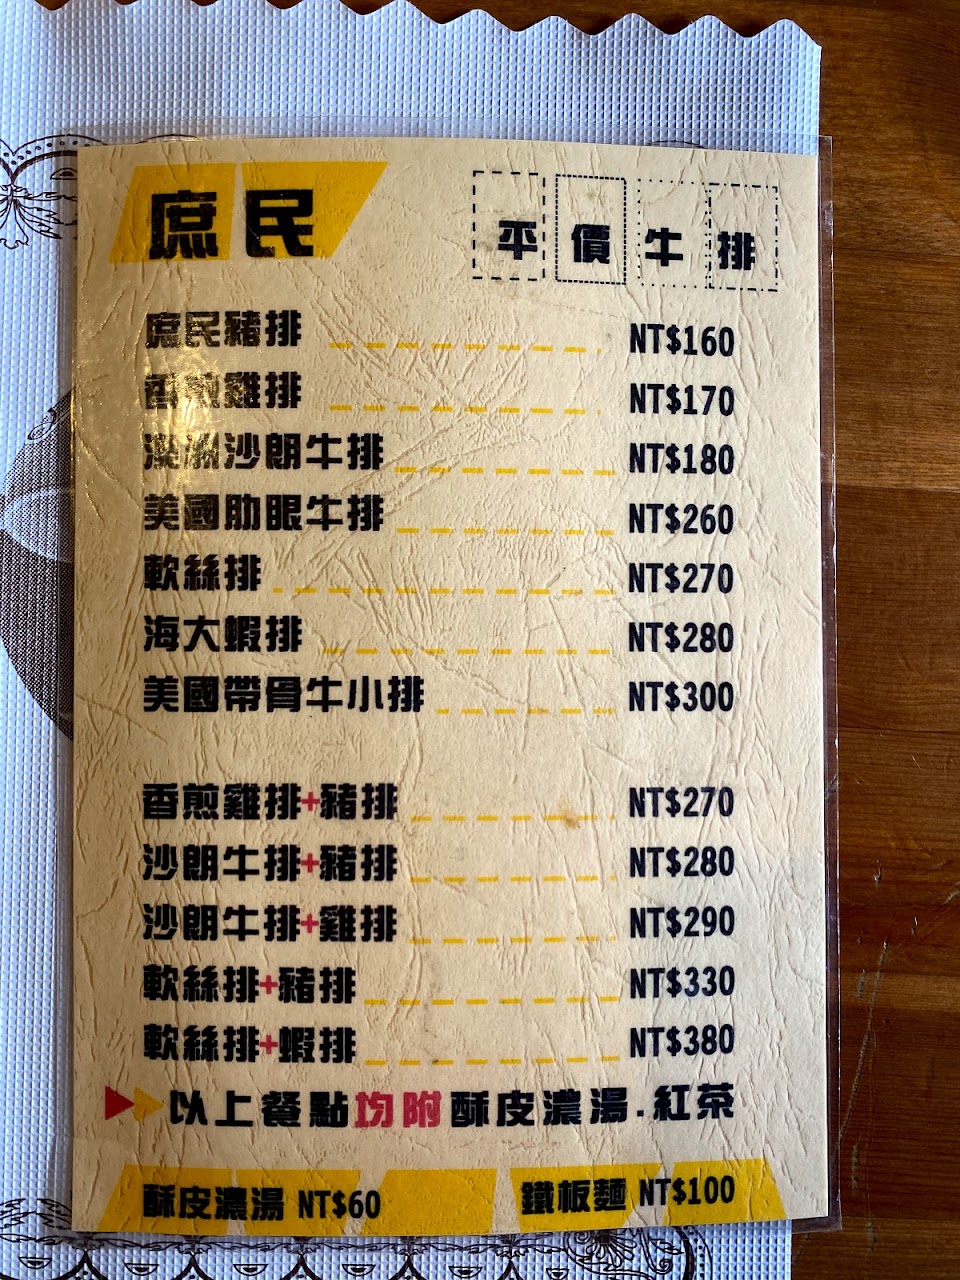 庶民 平價牛排
庶民豬排 NT$160
香煎雞排 NT$170
澳洲沙朗牛排 NT$180
美國肋眼牛排 NT$260
軟絲排 NT$270
海大蝦排 NT$280
美國帶骨牛小排 NT$300
香煎雞排+豬排 NT$270
沙朗牛排+豬排 NT$280
沙朗牛排+雞排 NT$290
軟絲排+豬排 NT$330
軟絲排+蝦排 NT$380
以上餐點均附酥皮濃湯.紅茶
酥皮濃湯 NT$60 鐵板麵 NT$100